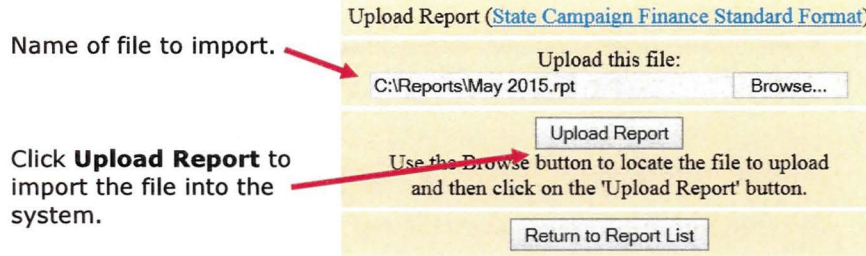 Upload Report (State Campaign Finance Standard Format)
Name of file to import.
Upload this file:
C:\Reports\May 2015.rpt
Browse...
Upload Report
Click Upload Report to
import the file into the
system.
Use the Browse button to locate the file to upload
and then click on the 'Upload Report' button.
Return to Report List